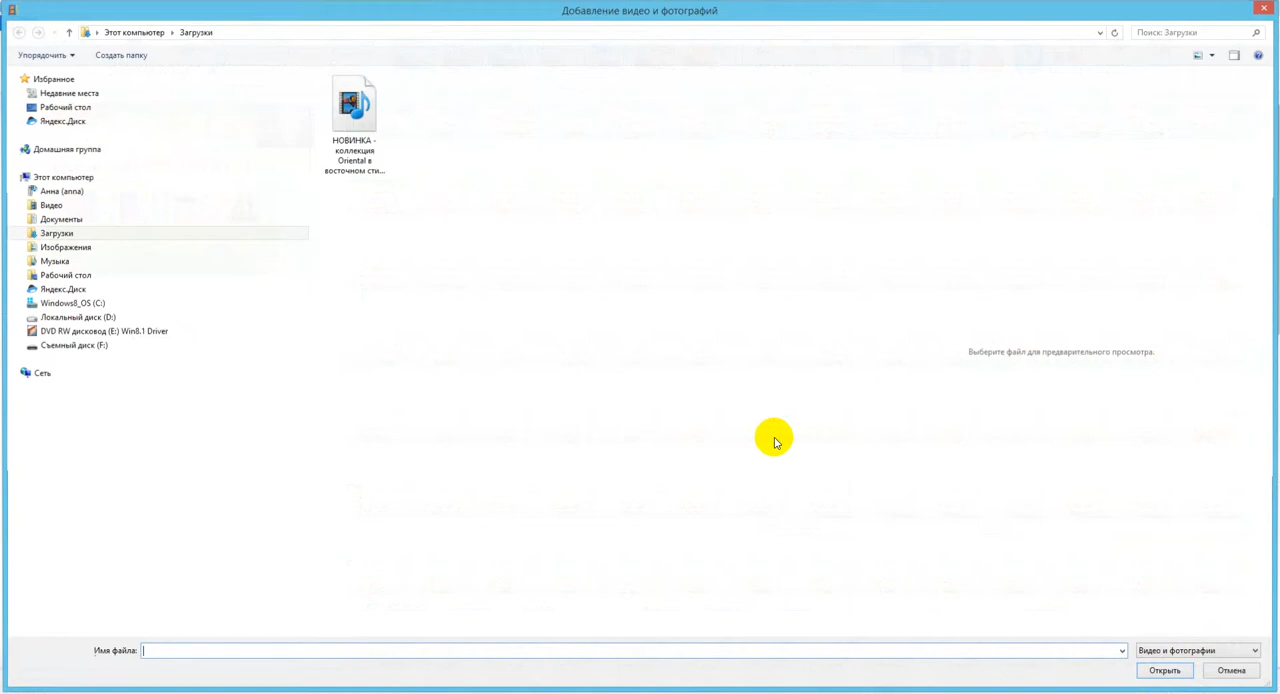 Добавление видео и фотографий
Этот компьютер
Загрузки
Поиск: Загрузки
Упорядочить
Создать папку
Избранное
Недавние места
Рабочий стол
Яндекс.Диск
Домашняя группа
Этот компьютер
Анна (anna)
Видео
Документы
Загрузки
Изображения
Музыка
Рабочий стол
Яндекс.Диск
Windows8_OS (C:)
Локальный диск (D:)
DVD RW дисковод (E:) Win8.1 Driver
Съемный диск (F:)
Сеть
НОВИНКА -
коллекция
Oriental в
восточном сти...
Выберите файл для предварительного просмотра.
Имя файла:
Видео и фотографии
Открыть
Отмена